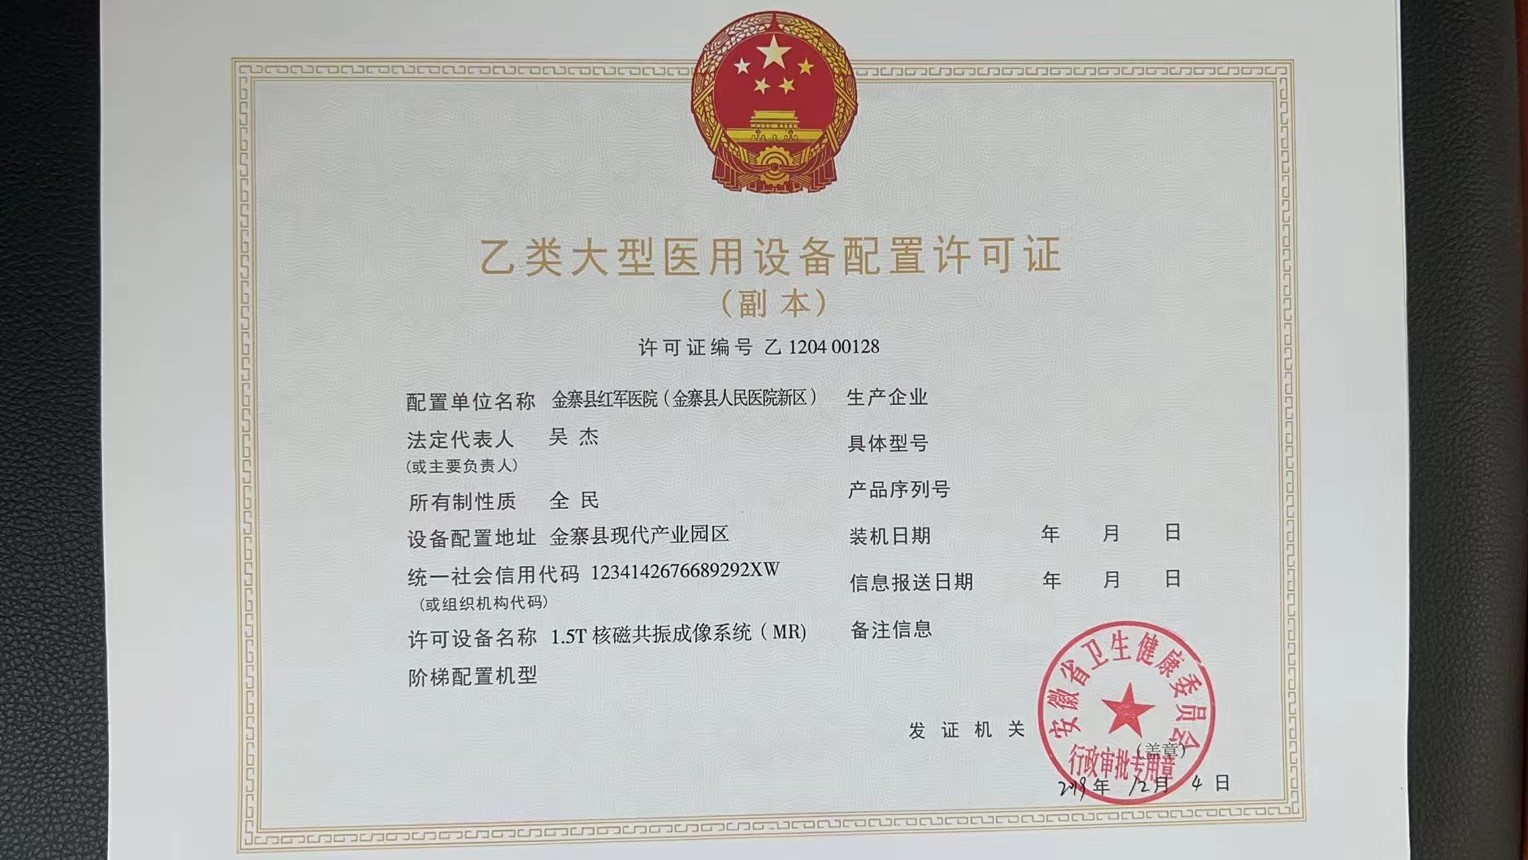 乙类大型医用设备配置许可证
（副 本）
许可证编号 乙 1204 00128
配置单位名称 金寨县红军医院（金寨县人民医院新区）
法定代表人 吴 杰
（或主要负责人）
所有制性质 全 民
设备配置地址 金寨县现代产业园区
统一社会信用代码 1234142676689292XW
（或组织机构代码）
许可设备名称 1.5T 核磁共振成像系统（MR)
阶梯配置机型
生产企业
具体型号
产品序列号
装机日期 年 月 日
信息报送日期 年 月 日
备注信息
发 证 机 关
安徽省卫生健康委员会
（盖章）
行政审批专用章
2019年 12月 4 日